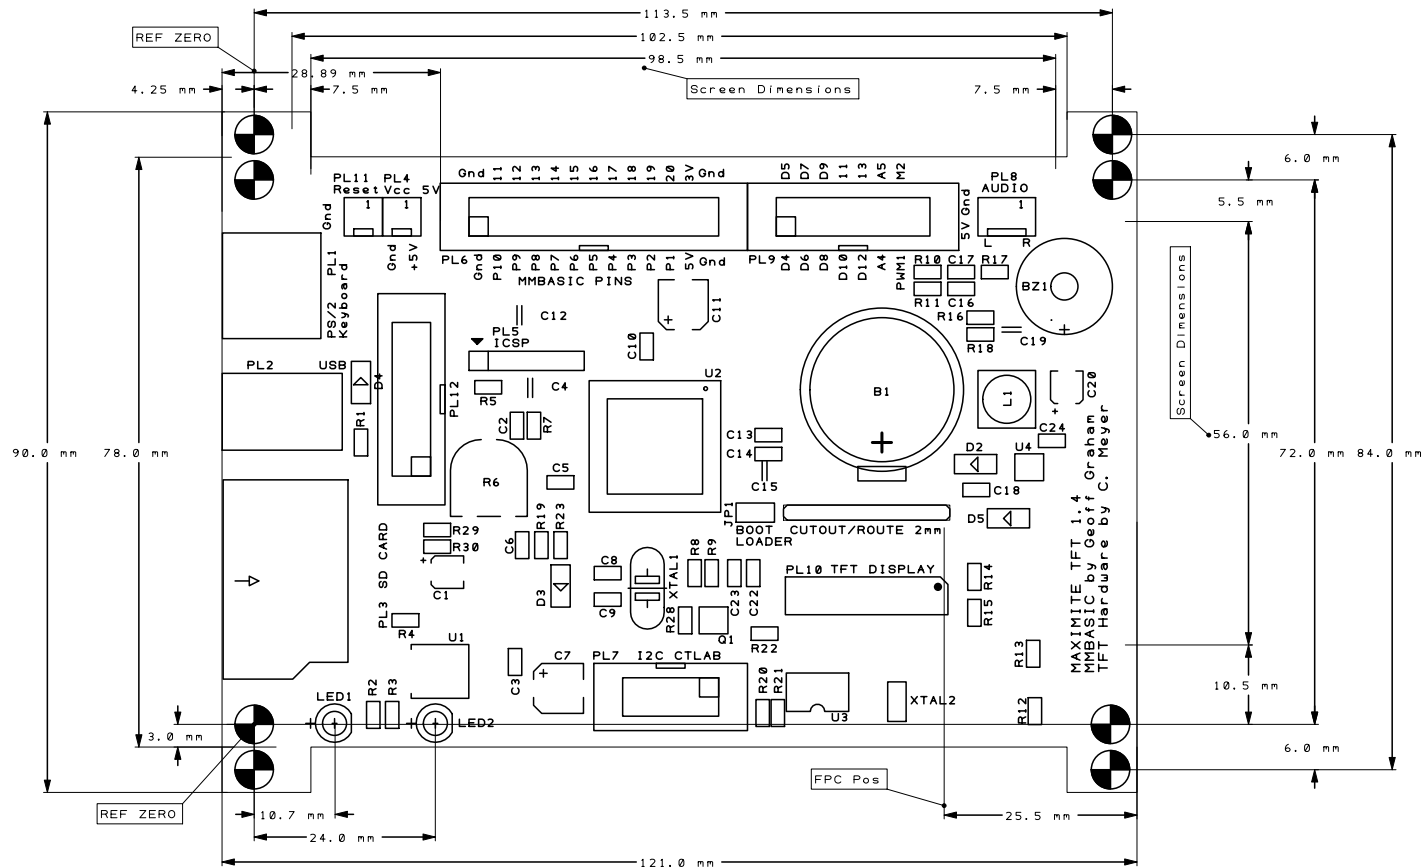 113.5 mm
REF ZERO
102.5 mm
98.5 mm
28.89 mm
4.25 mm
7.5 mm
Screen Dimensions
7.5 mm
6.0 mm
5.5 mm
PL11 PL4
Reset Vcc 5V
1 1
Gnd
Gnd
+5V
Gnd 11 12 13 14 15 16 17 18 19 20 3V Gnd
D5 D7 D9 11 13 A5 M2
PL8
AUDIO
1
5V Gnd
L R
PL6
Gnd P10 P9 P8 P7 P6 P5 P4 P3 P2 P1 5V Gnd
MMBASIC PINS
PL9
D4 D6 D8 D10 D12 A4 PWM1
R10 C17 R17
R11 C16
R16
R18
C19
BZ1
+
PS/2 PL1
Keyboard
C12
PL5
ICSP
C11
+
C10
PL2
USB
D4
PL12
R1
R5
C4
C2
R7
U2
B1
+
L1
C20
+
C24
C13
C14
C15
D2
U4
C18
D5
R6
C5
JP1
BOOT
LOADER
CUTOUT/ROUTE 2mm
Screen Dimensions
56.0 mm
90.0 mm
78.0 mm
72.0 mm
84.0 mm
R29
R30
+
C1
C6
R19
R23
D3
C8
C9
XTAL1
R8
R9
R28
Q1
C23
C22
R22
PL10 TFT DISPLAY
R14
R15
R13
R12
MAXIMITE TFT 1.4
MMBASIC by Geoff Graham
TFT Hardware by C. Meyer
PL3 SD CARD
R4
U1
C3
C7
+
PL7 I2C CTLAB
R20
R21
U3
XTAL2
LED1
+
R2
R3
+
LED2
3.0 mm
10.5 mm
6.0 mm
FPC Pos
REF ZERO
10.7 mm
24.0 mm
25.5 mm
121.0 mm